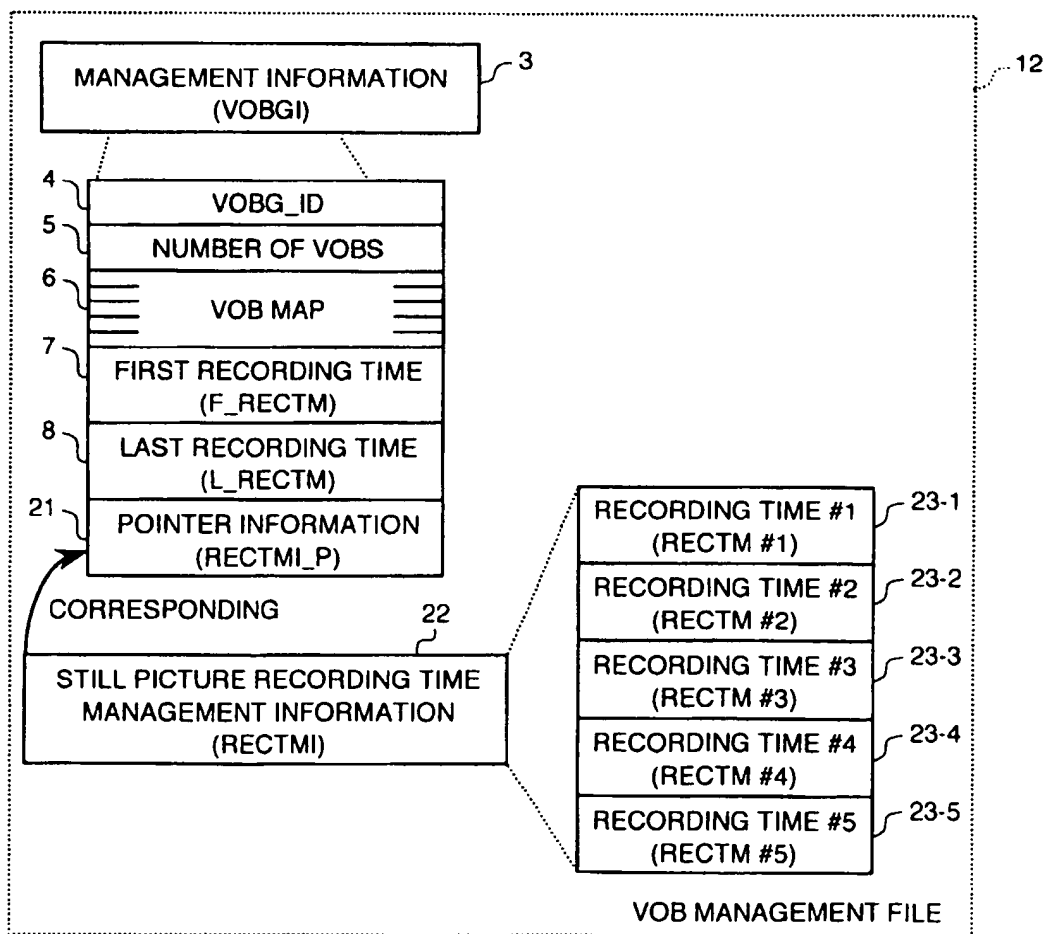 MANAGEMENT INFORMATION
(VOBGI)
3
12
4
VOBG_ID
5
NUMBER OF VOBS
6
VOB MAP
7
FIRST RECORDING TIME
(F_RECTM)
8
LAST RECORDING TIME
(L_RECTM)
21
POINTER INFORMATION
(RECTMI_P)
CORRESPONDING
22
STILL PICTURE RECORDING TIME
MANAGEMENT INFORMATION
(RECTMI)
RECORDING TIME #1
(RECTM #1)
23-1
RECORDING TIME #2
(RECTM #2)
23-2
RECORDING TIME #3
(RECTM #3)
23-3
RECORDING TIME #4
(RECTM #4)
23-4
RECORDING TIME #5
(RECTM #5)
23-5
VOB MANAGEMENT FILE